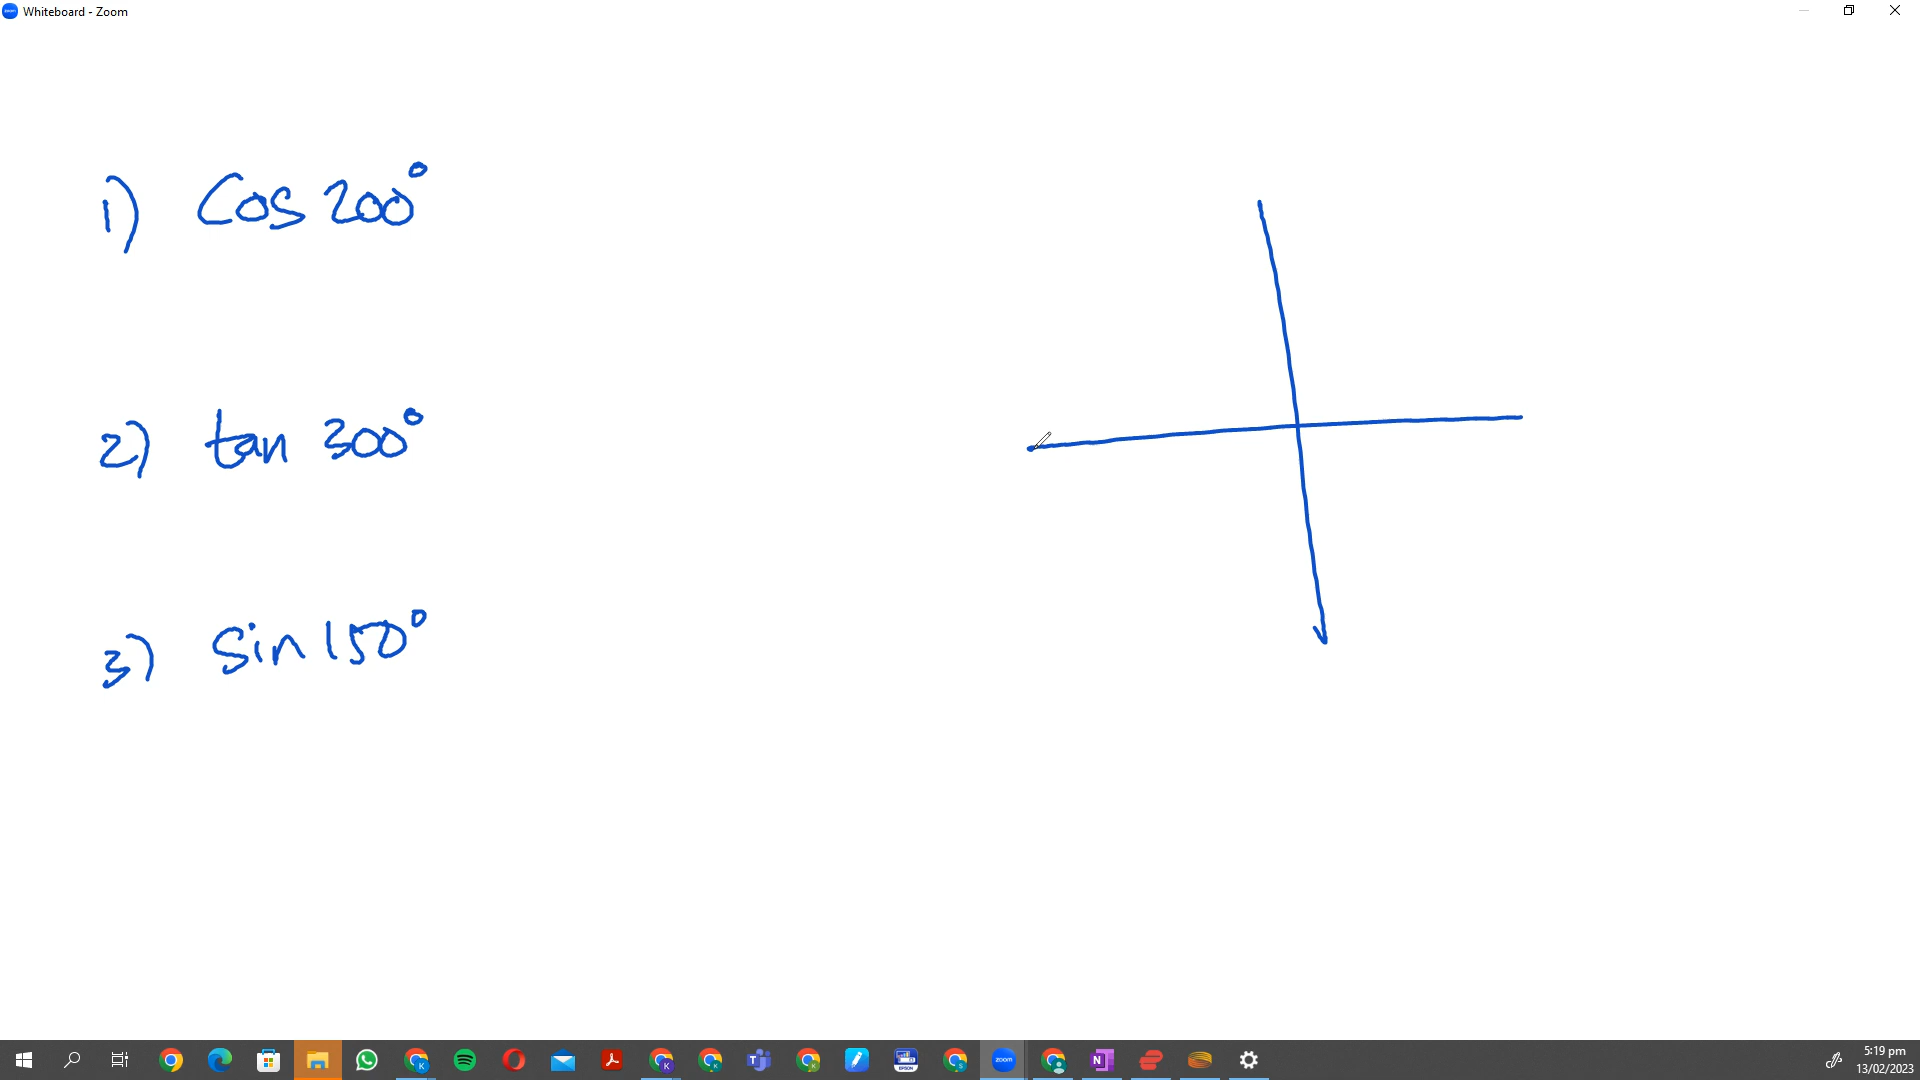 Whiteboard - Zoom
1) Cos 200°
2) tan 300°
3) Sin 150°
5:19 pm
13/02/2023